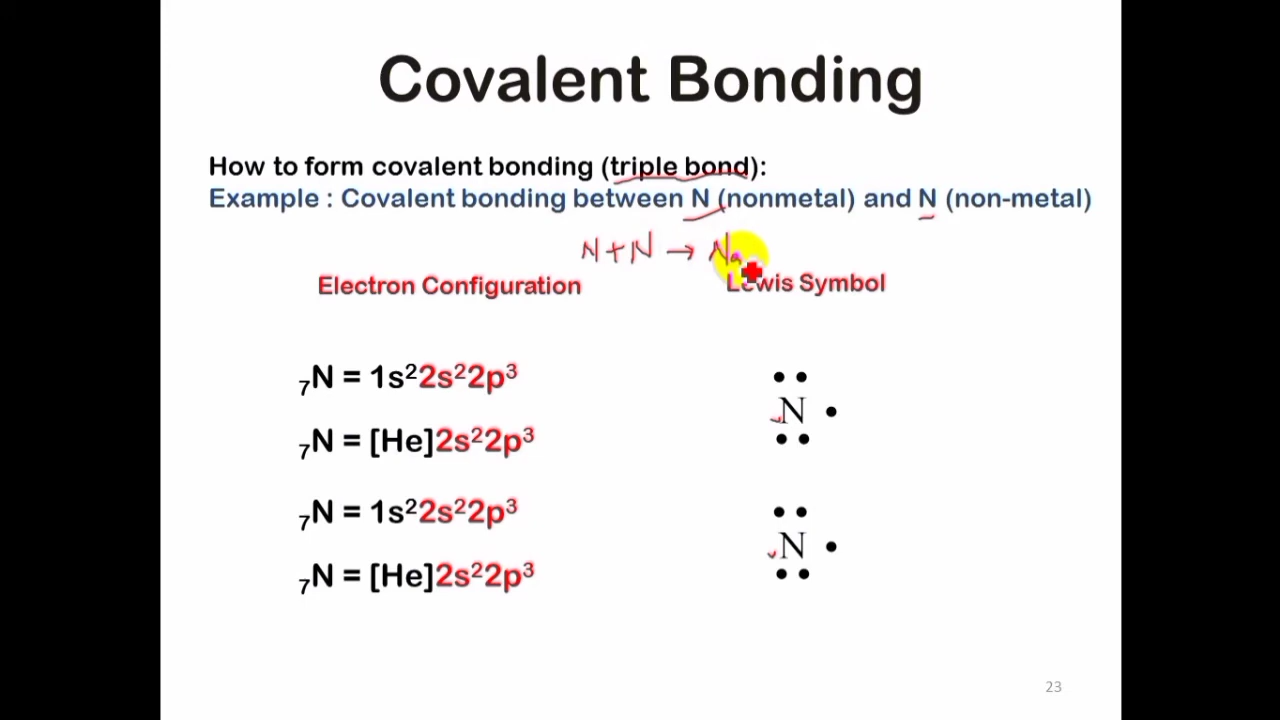 Covalent Bonding
How to form covalent bonding (triple bond):
Example : Covalent bonding between N (nonmetal) and N (non-metal)
N + N →
Electron Configuration
Lewis Symbol
₇N = 1s²2s²2p³
N
₇N = [He]2s²2p³
₇N = 1s²2s²2p³
N
₇N = [He]2s²2p³
23